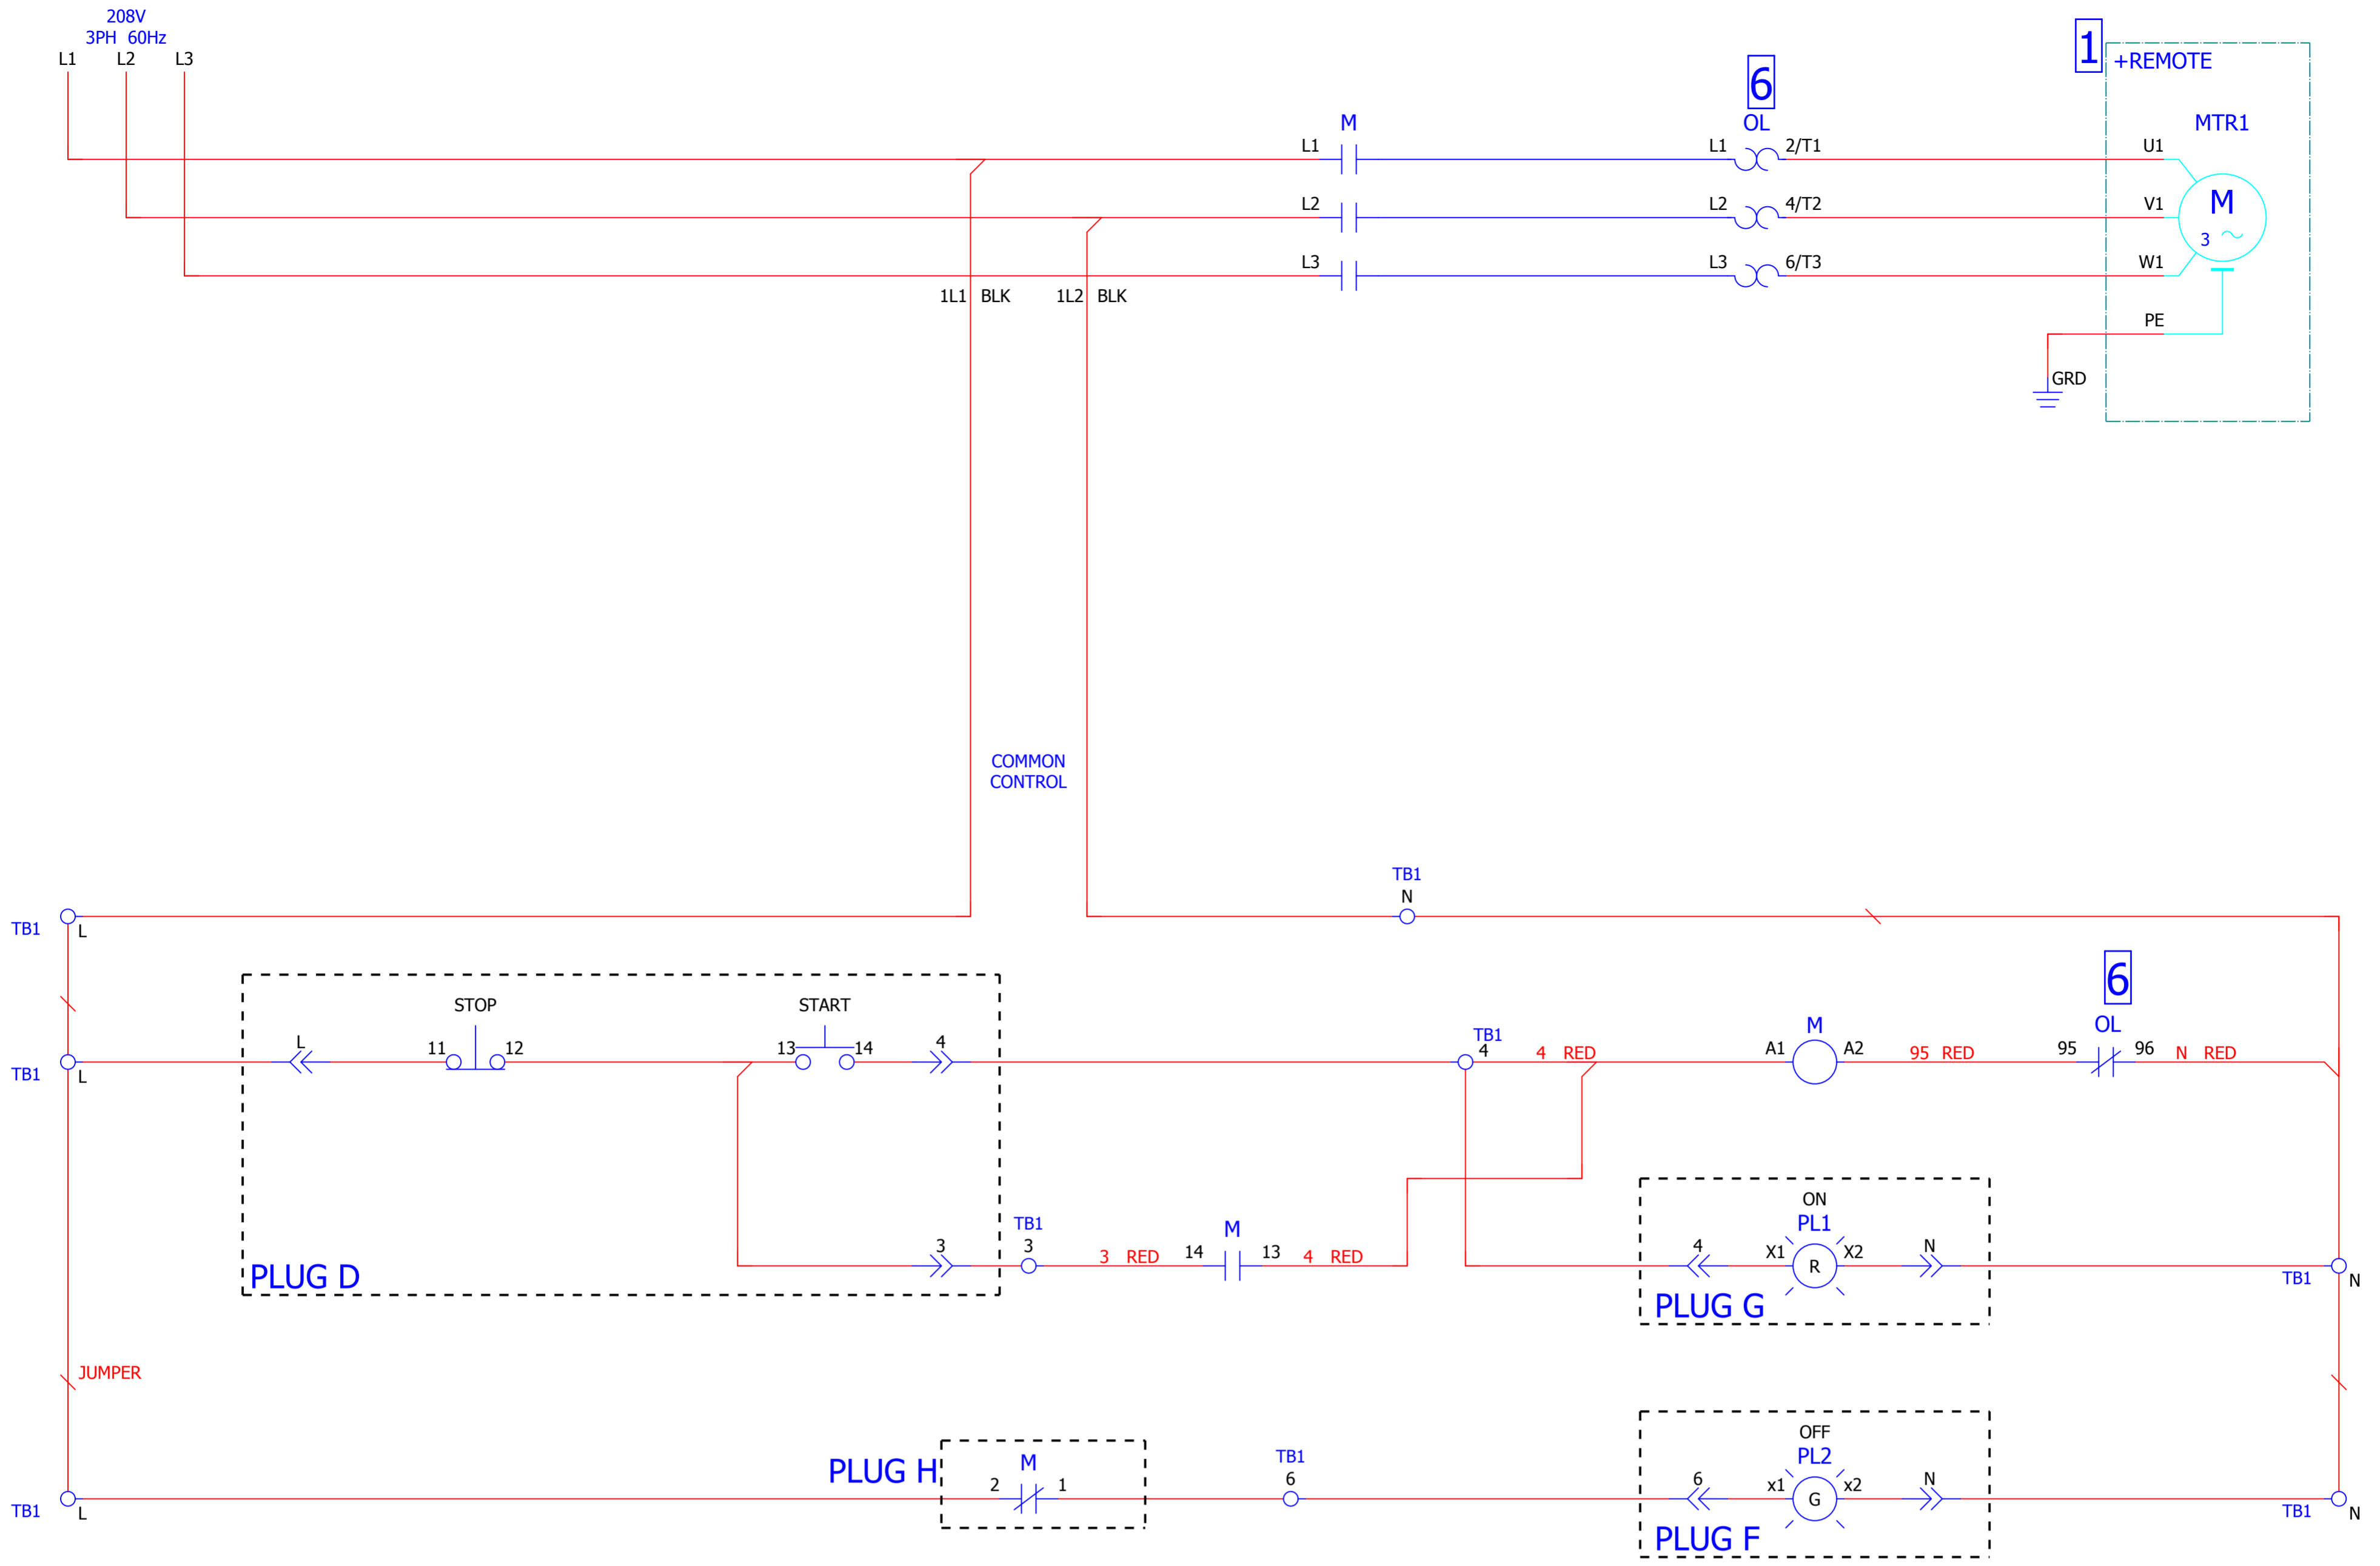 208V
3PH 60Hz
L1 L2 L3
1
+REMOTE
6
M
OL
MTR1
L1 L1 2/T1 U1
L2 L2 4/T2 V1
M
3
L3 L3 6/T3 W1
1L1 BLK 1L2 BLK
PE
GRD
COMMON
CONTROL
TB1
N
TB1 L
6
STOP START
M
OL
L 11 12 13 14 4
TB1
4
4 RED A1 A2 95 RED 95 96 N RED
TB1 L
ON
PL1
TB1
3
M
3 3 RED 14 13 4 RED
4 X1 R X2 N
TB1 N
PLUG D
PLUG G
JUMPER
OFF
PL2
PLUG H
M
2 1
TB1
6
6 x1 G x2 N
TB1 L
TB1 N
PLUG F